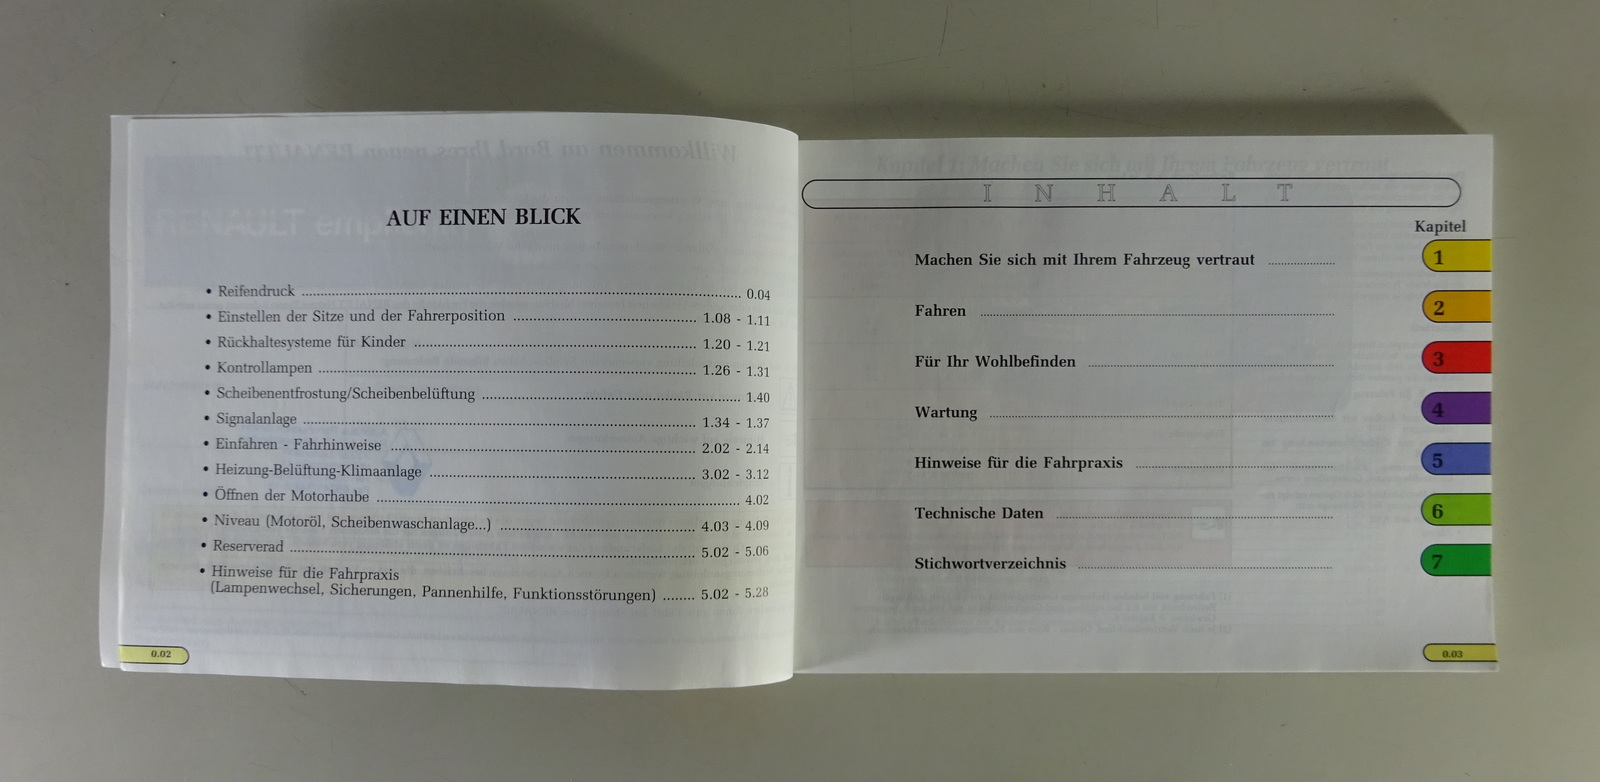 AUF EINEN BLICK
• Reifendruck ........ 0.04
• Einstellen der Sitze und der Fahrerposition ........ 1.08 - 1.11
• Rückhaltesysteme für Kinder ........ 1.20 - 1.21
• Kontrollampen ........ 1.26 - 1.31
• Scheibenentfrostung/Scheibenbelüftung ........ 1.40
• Signalanlage ........ 1.34 - 1.37
• Einfahren - Fahrhinweise ........ 2.02 - 2.14
• Heizung-Belüftung-Klimaanlage ........ 3.02 - 3.12
• Öffnen der Motorhaube ........ 4.02
• Niveau (Motoröl, Scheibenwaschanlage...) ........ 4.03 - 4.09
• Reserverad ........ 5.02 - 5.06
• Hinweise für die Fahrpraxis
(Lampenwechsel, Sicherungen, Pannenhilfe, Funktionsstörungen) ........ 5.02 - 5.28
0.02
INHALT
Kapitel
Machen Sie sich mit Ihrem Fahrzeug vertraut ........ 1
Fahren ........ 2
Für Ihr Wohlbefinden ........ 3
Wartung ........ 4
Hinweise für die Fahrpraxis ........ 5
Technische Daten ........ 6
Stichwortverzeichnis ........ 7
0.03